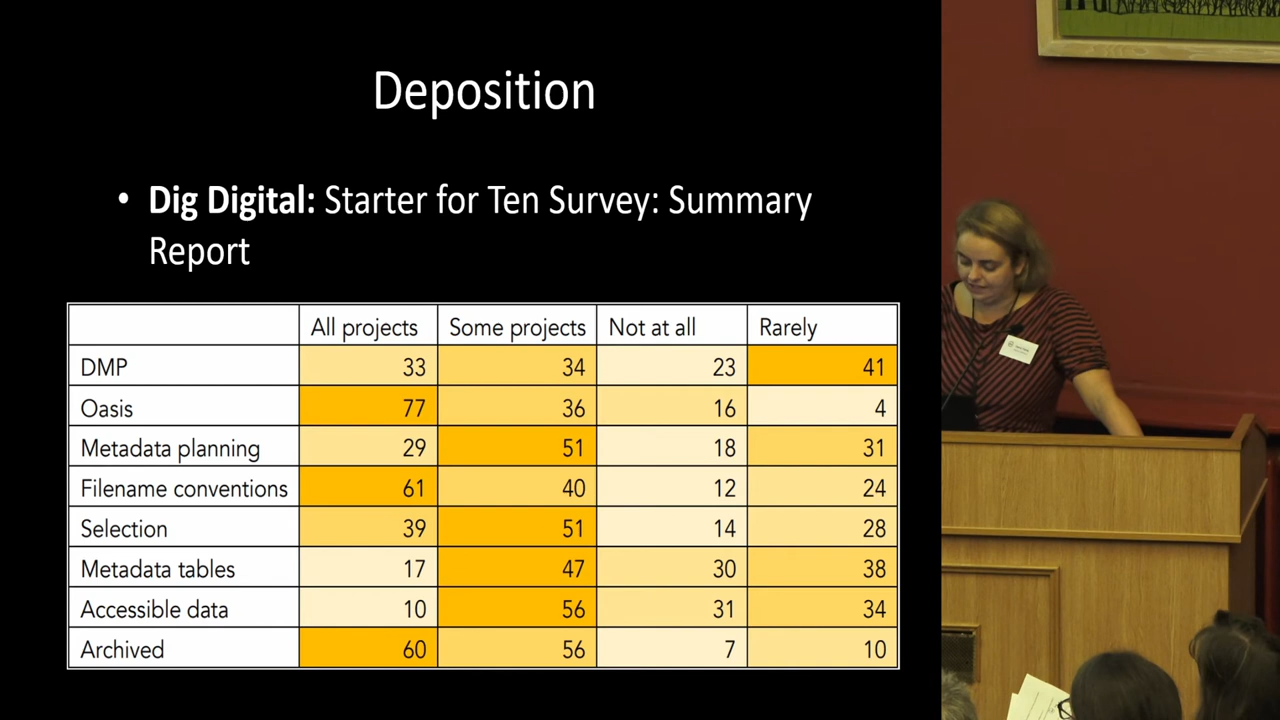 Deposition
• Dig Digital: Starter for Ten Survey: Summary
Report
All projects Some projects Not at all Rarely
DMP 33 34 23 41
Oasis 77 36 16 4
Metadata planning 29 51 18 31
Filename conventions 61 40 12 24
Selection 39 51 14 28
Metadata tables 17 47 30 38
Accessible data 10 56 31 34
Archived 60 56 7 10